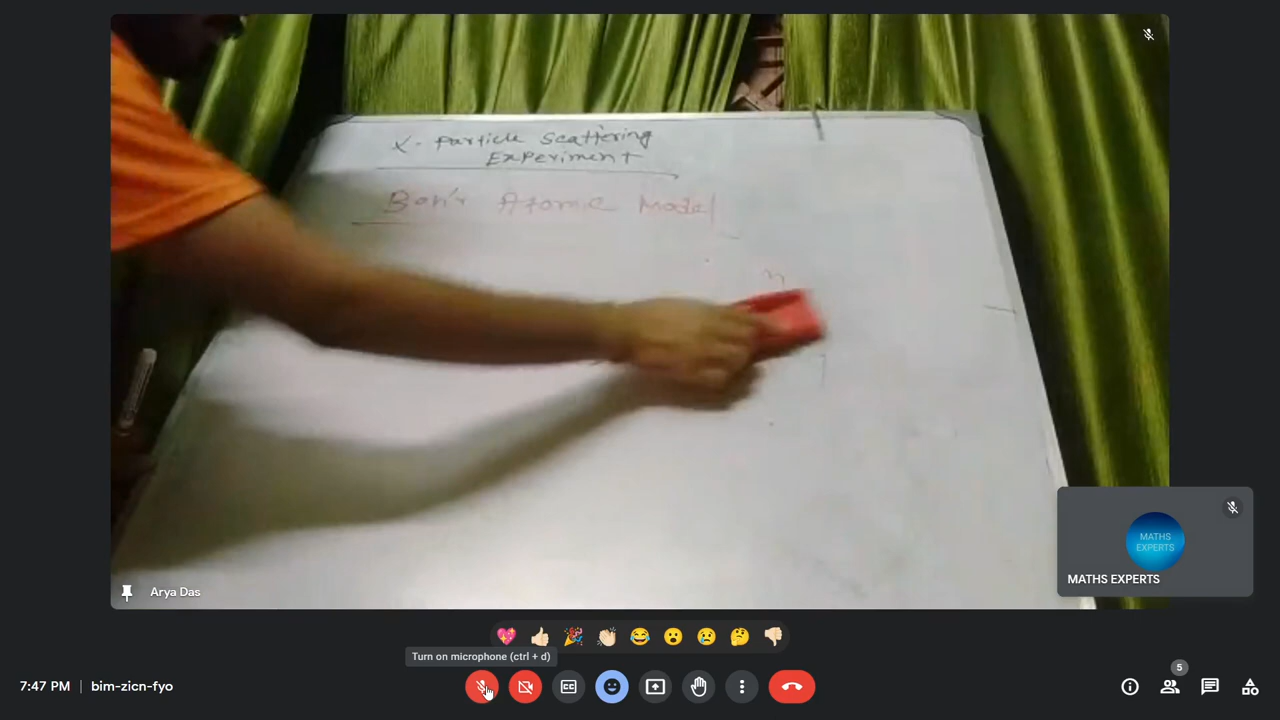 α- Particle Scattering
Experiment
Bohr's Atomic Model
n
Arya Das
MATHS
EXPERTS
MATHS EXPERTS
Turn on microphone (ctrl + d)
7:47 PM | bim-zicn-fyo
5